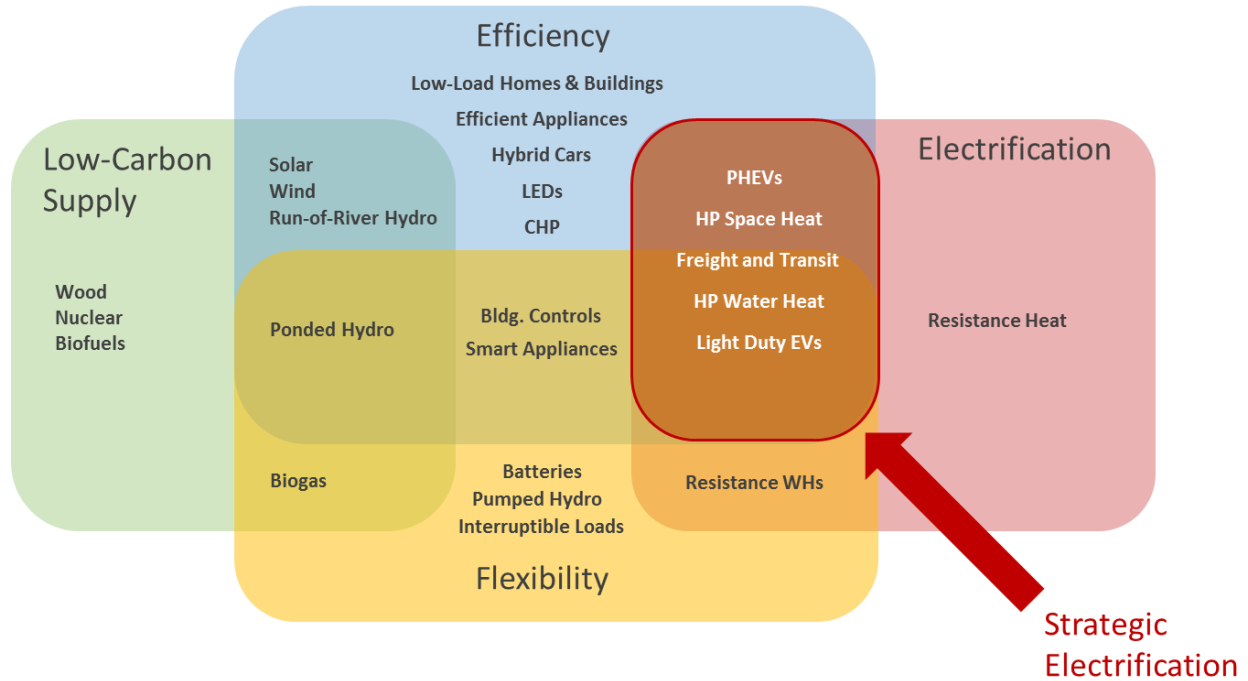 Efficiency
Low-Load Homes & Buildings
Efficient Appliances
Hybrid Cars
LEDs
CHP
Low-Carbon
Supply
Solar
Wind
Run-of-River Hydro
Wood
Nuclear
Biofuels
Ponded Hydro
Bldg. Controls
Smart Appliances
Electrification
PHEVs
HP Space Heat
Freight and Transit
HP Water Heat
Light Duty EVs
Resistance Heat
Biogas
Batteries
Pumped Hydro
Interruptible Loads
Resistance WHs
Flexibility
Strategic
Electrification